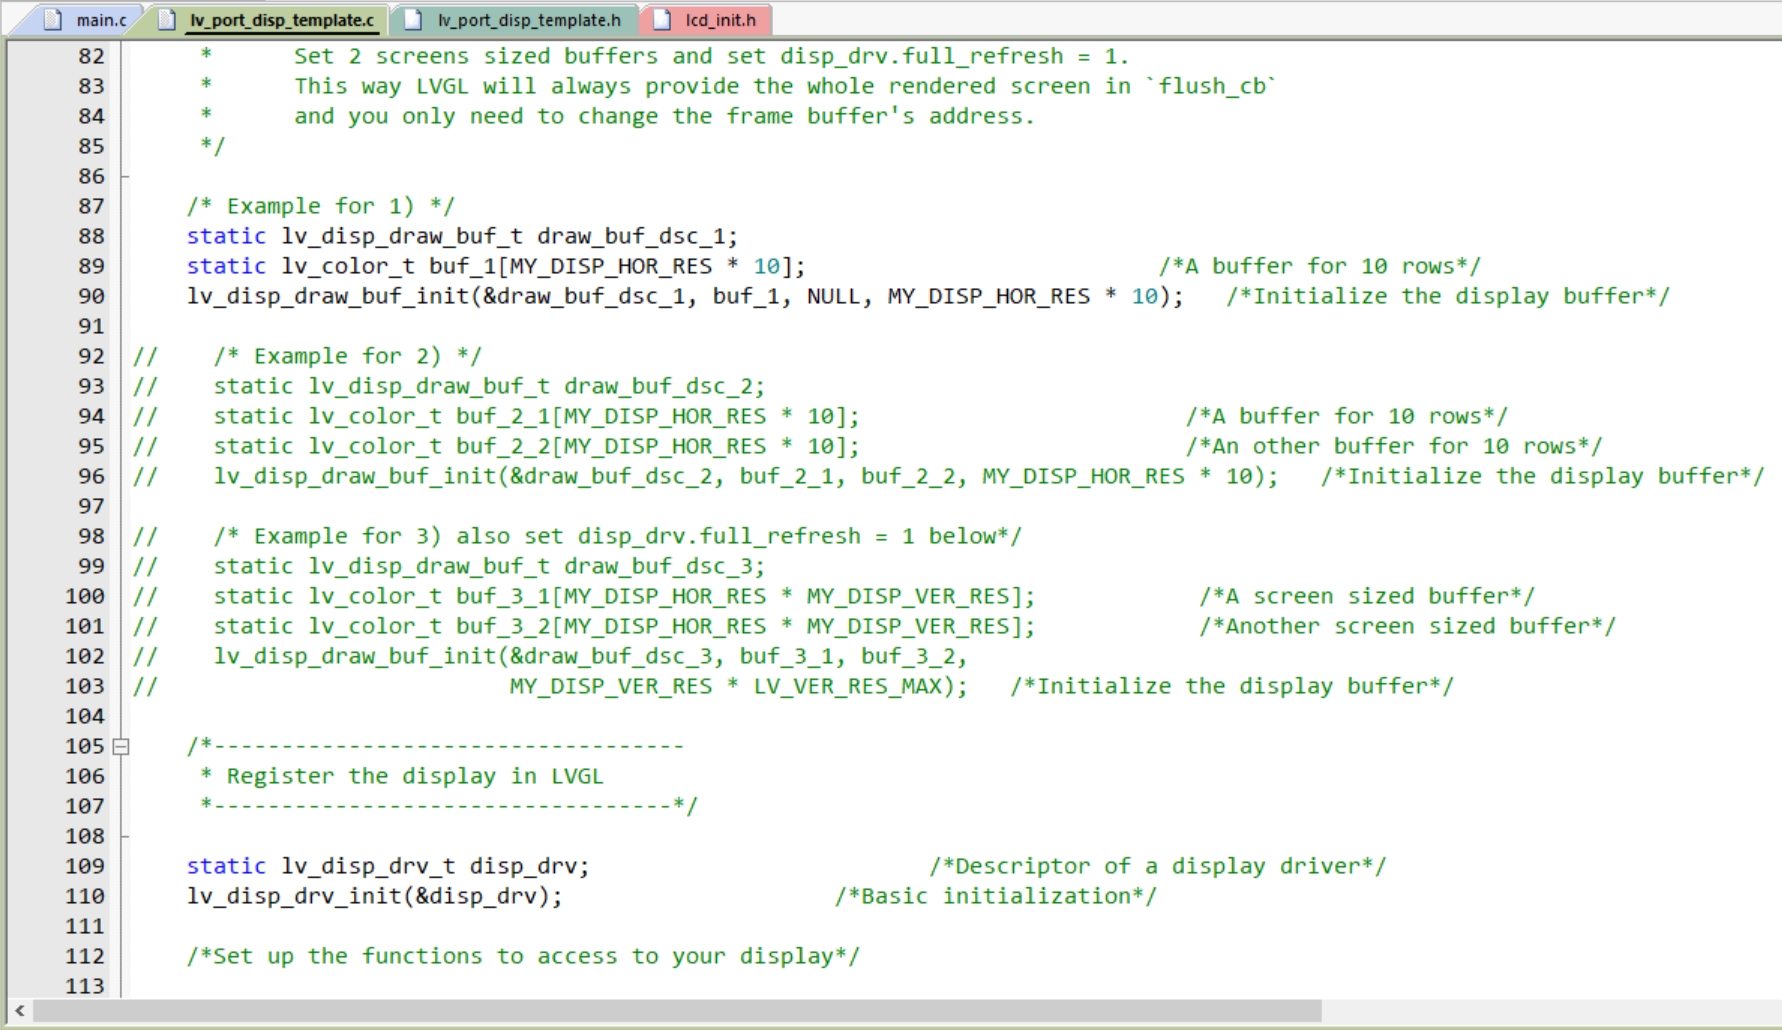 main.c lv_port_disp_template.c lv_port_disp_template.h lcd_init.h
82      *      Set 2 screens sized buffers and set disp_drv.full_refresh = 1.
83      *      This way LVGL will always provide the whole rendered screen in `flush_cb`
84      *      and you only need to change the frame buffer's address.
85      */
86
87     /* Example for 1) */
88     static lv_disp_draw_buf_t draw_buf_dsc_1;
89     static lv_color_t buf_1[MY_DISP_HOR_RES * 10];                          /*A buffer for 10 rows*/
90     lv_disp_draw_buf_init(&draw_buf_dsc_1, buf_1, NULL, MY_DISP_HOR_RES * 10);   /*Initialize the display buffer*/
91
92 //    /* Example for 2) */
93 //    static lv_disp_draw_buf_t draw_buf_dsc_2;
94 //    static lv_color_t buf_2_1[MY_DISP_HOR_RES * 10];                        /*A buffer for 10 rows*/
95 //    static lv_color_t buf_2_2[MY_DISP_HOR_RES * 10];                        /*An other buffer for 10 rows*/
96 //    lv_disp_draw_buf_init(&draw_buf_dsc_2, buf_2_1, buf_2_2, MY_DISP_HOR_RES * 10);   /*Initialize the display buffer*/
97
98 //    /* Example for 3) also set disp_drv.full_refresh = 1 below*/
99 //    static lv_disp_draw_buf_t draw_buf_dsc_3;
100 //    static lv_color_t buf_3_1[MY_DISP_HOR_RES * MY_DISP_VER_RES];            /*A screen sized buffer*/
101 //    static lv_color_t buf_3_2[MY_DISP_HOR_RES * MY_DISP_VER_RES];            /*Another screen sized buffer*/
102 //    lv_disp_draw_buf_init(&draw_buf_dsc_3, buf_3_1, buf_3_2,
103 //                          MY_DISP_VER_RES * LV_VER_RES_MAX);   /*Initialize the display buffer*/
104
105     /*-----------------------------------
106      * Register the display in LVGL
107      *----------------------------------*/
108
109     static lv_disp_drv_t disp_drv;                         /*Descriptor of a display driver*/
110     lv_disp_drv_init(&disp_drv);                    /*Basic initialization*/
111
112     /*Set up the functions to access to your display*/
113